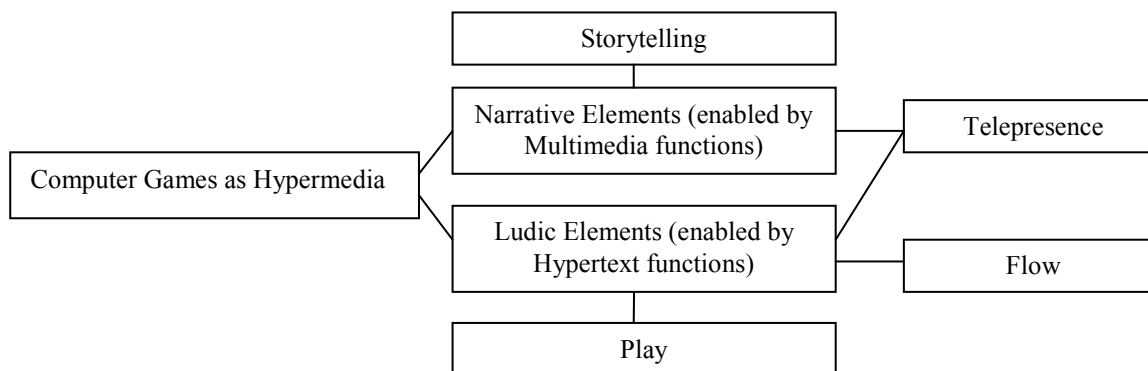 Storytelling
Narrative Elements (enabled by
Multimedia functions)
Telepresence
Computer Games as Hypermedia
Ludic Elements (enabled by
Hypertext functions)
Flow
Play